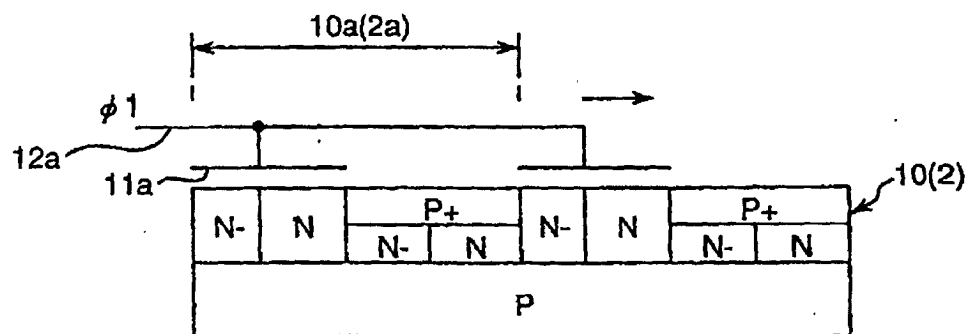 10a(2a)
φ1
12a
11a
10(2)
N- N P+ N- N P+
N- N N- N
P